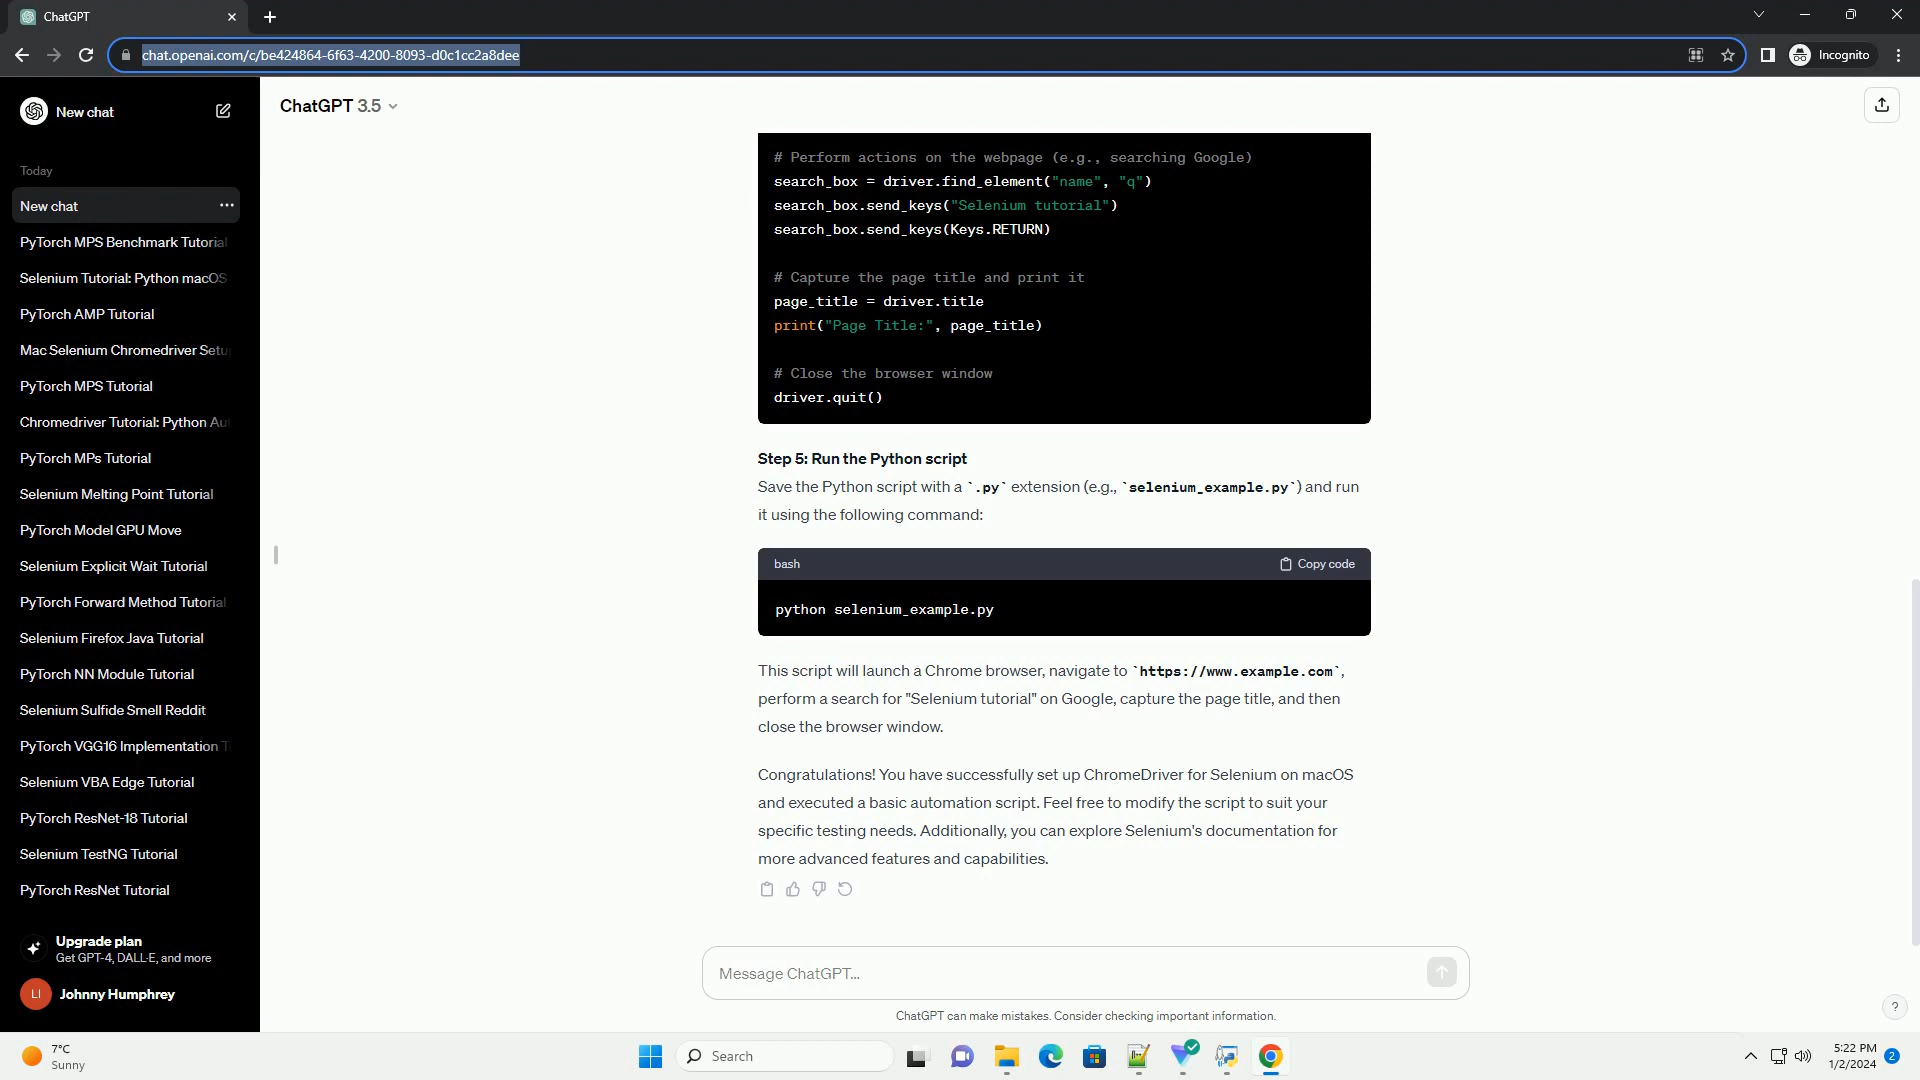 ChatGPT
chat.openai.com/c/be424864-6f63-4200-8093-d0c1cc2a8dee
Incognito
New chat
Today
New chat
PyTorch MPS Benchmark Tutorial
Selenium Tutorial: Python macOS
PyTorch AMP Tutorial
Mac Selenium Chromedriver Setu
PyTorch MPS Tutorial
Chromedriver Tutorial: Python Au
PyTorch MPs Tutorial
Selenium Melting Point Tutorial
PyTorch Model GPU Move
Selenium Explicit Wait Tutorial
PyTorch Forward Method Tutorial
Selenium Firefox Java Tutorial
PyTorch NN Module Tutorial
Selenium Sulfide Smell Reddit
PyTorch VGG16 Implementation T
Selenium VBA Edge Tutorial
PyTorch ResNet-18 Tutorial
Selenium TestNG Tutorial
PyTorch ResNet Tutorial
Upgrade plan
Get GPT-4, DALL·E, and more
LI Johnny Humphrey
ChatGPT 3.5
# Perform actions on the webpage (e.g., searching Google)
search_box = driver.find_element("name", "q")
search_box.send_keys("Selenium tutorial")
search_box.send_keys(Keys.RETURN)
# Capture the page title and print it
page_title = driver.title
print("Page Title:", page_title)
# Close the browser window
driver.quit()
Step 5: Run the Python script
Save the Python script with a `.py` extension (e.g., `selenium_example.py`) and run
it using the following command:
bash Copy code
python selenium_example.py
This script will launch a Chrome browser, navigate to `https://www.example.com`,
perform a search for "Selenium tutorial" on Google, capture the page title, and then
close the browser window.
Congratulations! You have successfully set up ChromeDriver for Selenium on macOS
and executed a basic automation script. Feel free to modify the script to suit your
specific testing needs. Additionally, you can explore Selenium's documentation for
more advanced features and capabilities.
Message ChatGPT...
ChatGPT can make mistakes. Consider checking important information.
?
7°C
Sunny
Search
5:22 PM
1/2/2024
2